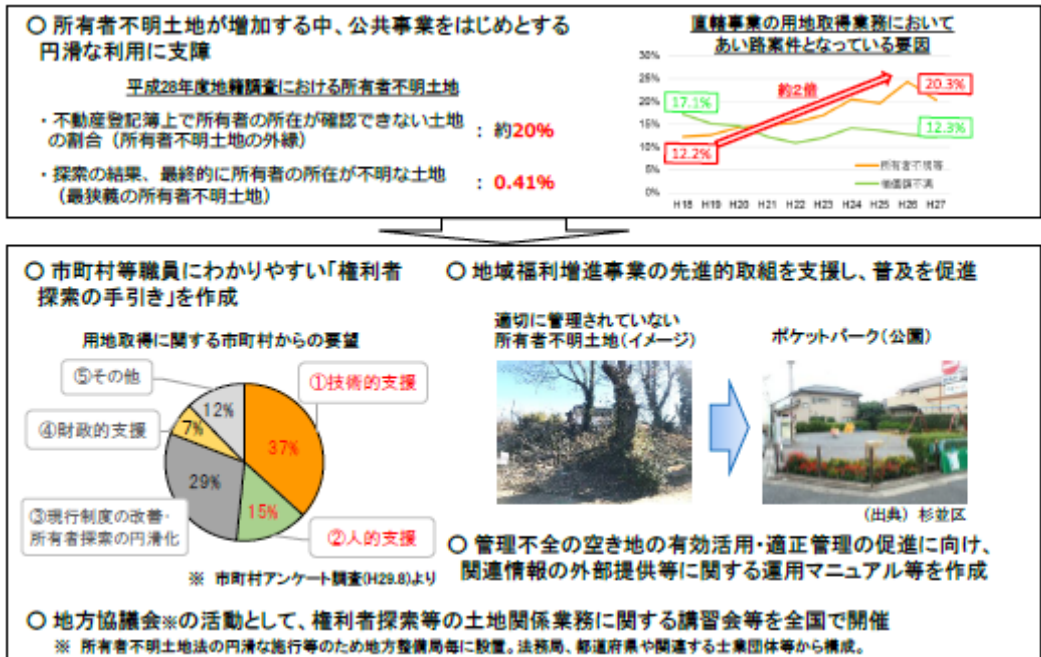 ○ 所有者不明土地が増加する中、公共事業をはじめとする
円滑な利用に支障
平成28年度地籍調査における所有者不明土地
・不動産登記簿上で所有者の所在が確認できない土地
の割合（所有者不明土地の外縁）
： 約20%
・探索の結果、最終的に所有者の所在が不明な土地
（最狭義の所有者不明土地）
： 0.41%
直轄事業の用地取得業務において
あい路案件となっている要因
30%
25%
20%
15%
10%
5%
0%
17.1%
12.2%
約2倍
20.3%
12.3%
所有者不明等
補償額不満
H18 H19 H20 H21 H22 H23 H24 H25 H26 H27
○ 市町村等職員にわかりやすい「権利者
探索の手引き」を作成
用地取得に関する市町村からの要望
⑤その他
①技術的支援
④財政的支援
12%
7%
37%
29%
15%
③現行制度の改善・
所有者探索の円滑化
②人的支援
※ 市町村アンケート調査(H29.8)より
○ 地域福利増進事業の先進的取組を支援し、普及を促進
適切に管理されていない
所有者不明土地(イメージ)
ポケットパーク(公園)
(出典) 杉並区
○ 管理不全の空き地の有効活用・適正管理の促進に向け、
関連情報の外部提供等に関する運用マニュアル等を作成
○ 地方協議会※の活動として、権利者探索等の土地関係業務に関する講習会等を全国で開催
※ 所有者不明土地法の円滑な施行等のため地方整備局毎に設置。法務局、都道府県や関連する士業団体等から構成。